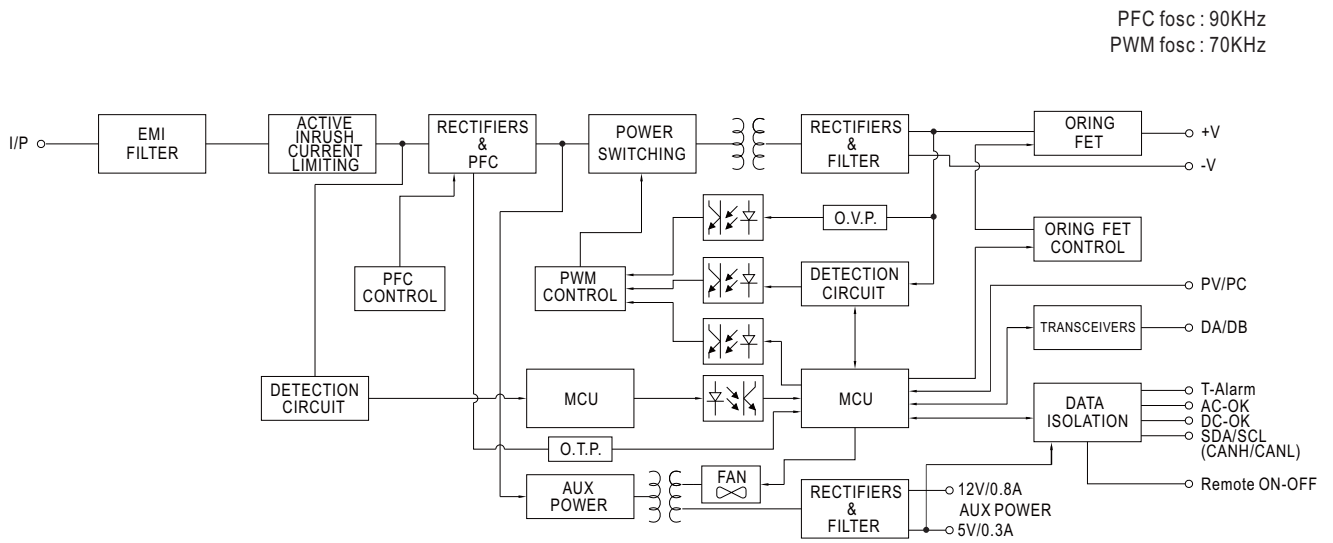 PFC fosc : 90KHz
PWM fosc : 70KHz
I/P
EMI
FILTER
ACTIVE
INRUSH
CURRENT
LIMITING
RECTIFIERS
&
PFC
POWER
SWITCHING
RECTIFIERS
&
FILTER
ORING
FET
+V
-V
O.V.P.
ORING FET
CONTROL
PFC
CONTROL
PWM
CONTROL
DETECTION
CIRCUIT
PV/PC
TRANSCEIVERS
DA/DB
DETECTION
CIRCUIT
MCU
MCU
DATA
ISOLATION
T-Alarm
AC-OK
DC-OK
SDA/SCL
(CANH/CANL)
O.T.P.
AUX
POWER
FAN
RECTIFIERS
&
FILTER
12V/0.8A
AUX POWER
5V/0.3A
Remote ON-OFF